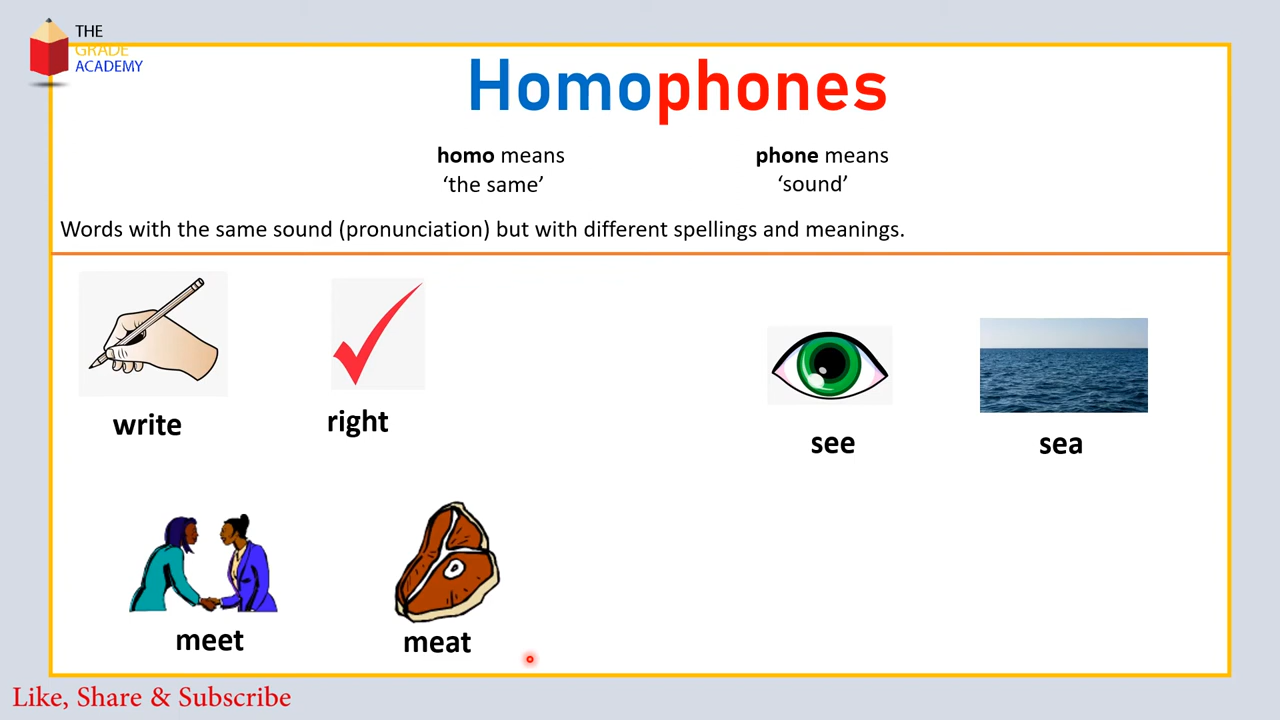 THE
GRADE
ACADEMY
Homophones
homo means
‘the same’
phone means
‘sound’
Words with the same sound (pronunciation) but with different spellings and meanings.
write
right
see
sea
meet
meat
Like, Share & Subscribe